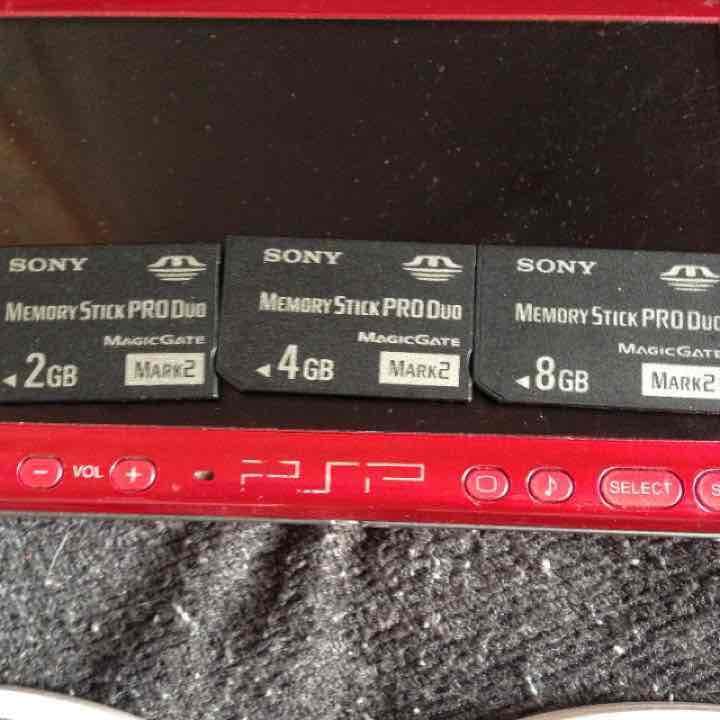 SONY
MEMORY STICK PRO DUO
MAGICGATE
2GB
MARK2
SONY
MEMORY STICK PRO DUO
MAGICGATE
4GB
MARK2
SONY
MEMORY STICK PRO DUO
MAGICGATE
8GB
MARK2
- VOL +
PSP
SELECT
S